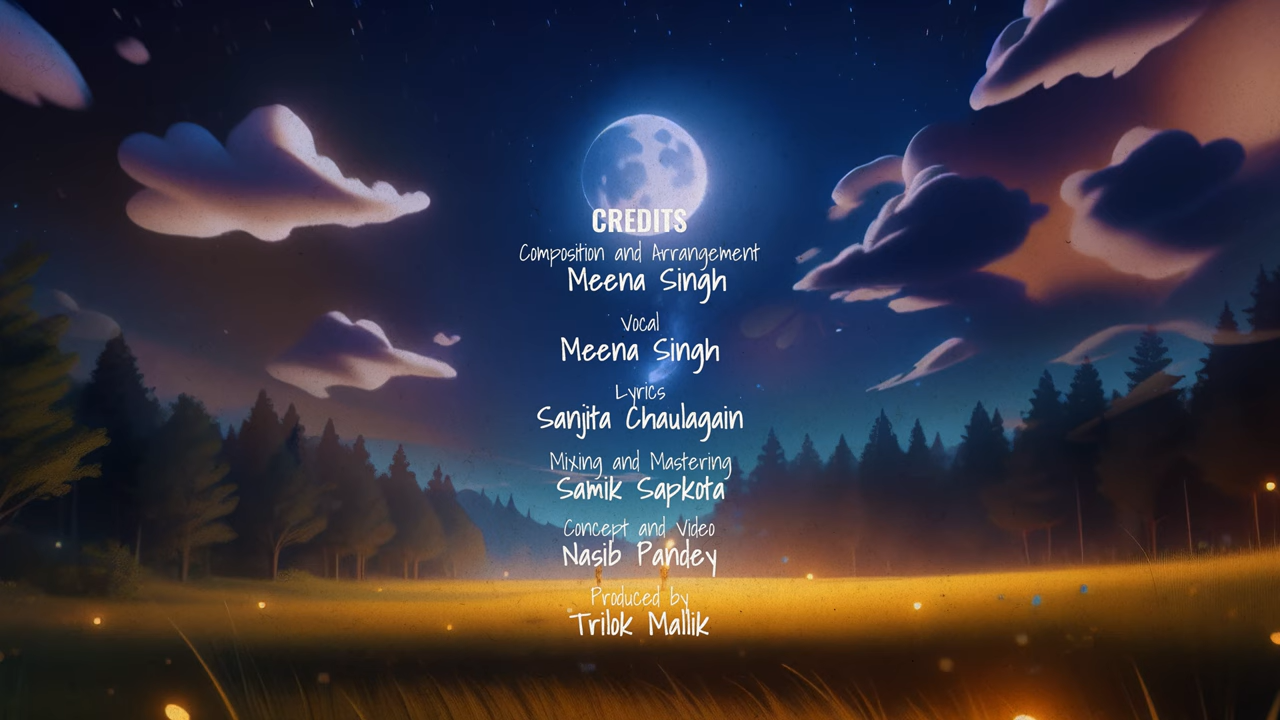 CREDITS
Composition and Arrangement
Meena Singh
Vocal
Meena Singh
Lyrics
Sanjita Chaulagain
Mixing and Mastering
Samik Sapkota
Concept and Video
Nasib Pandey
Produced by
Trilok Mallik